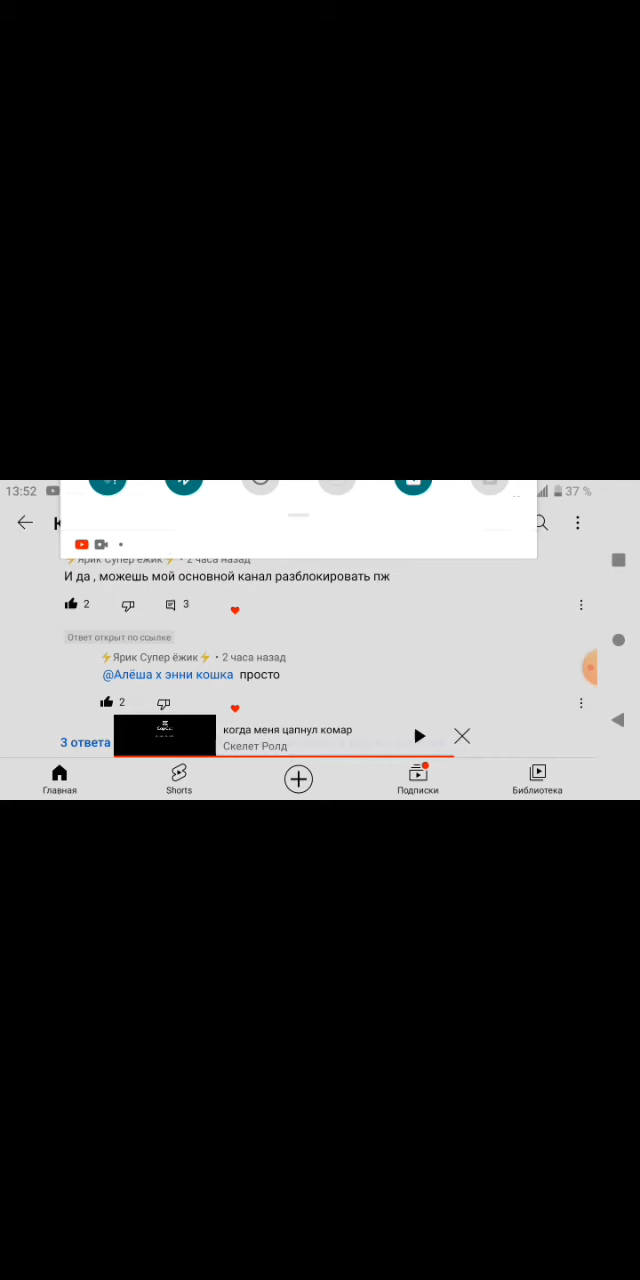 13:52
37 %
⚡Ярик Супер ёжик⚡ • 2 часа назад
И да , можешь мой основной канал разблокировать пж
2
3
Ответ открыт по ссылке
⚡Ярик Супер ёжик⚡ • 2 часа назад
@Алёша х энни кошка просто
2
3 ответа
когда меня цапнул комар
Скелет Ролд
Главная
Shorts
Подписки
Библиотека